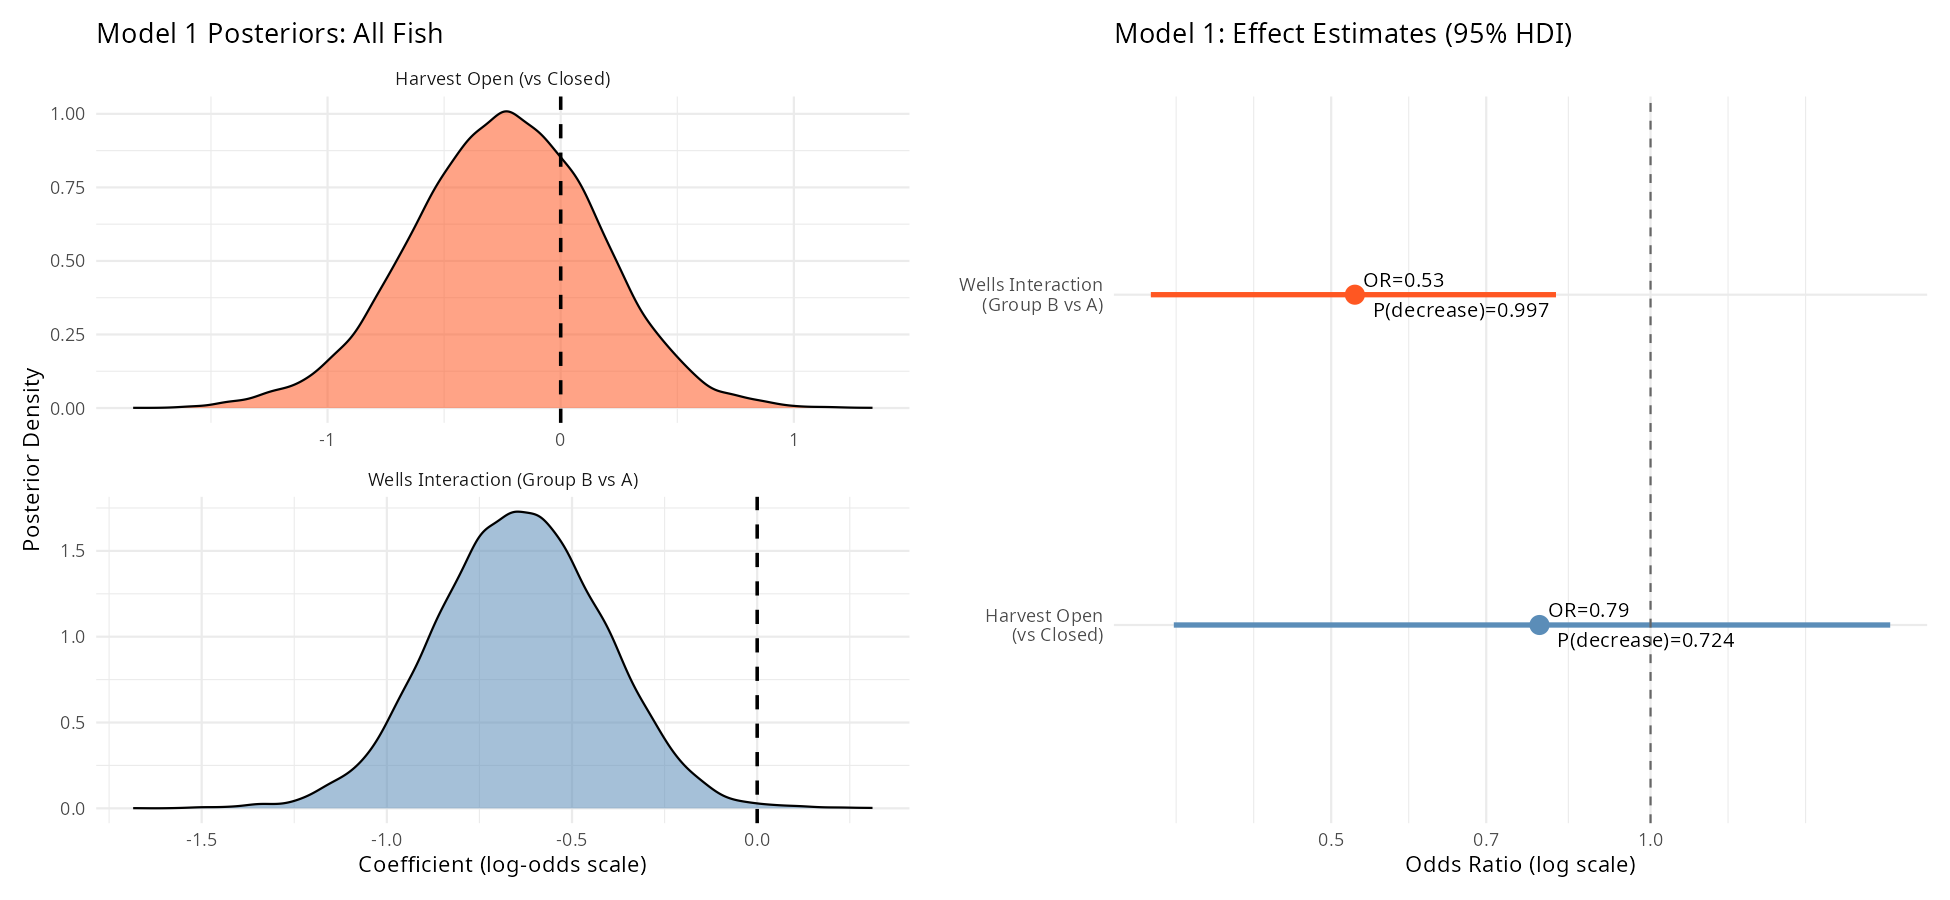 Model 1 Posteriors: All Fish
Harvest Open (vs Closed)
1.00
0.75
0.50
0.25
0.00
-1
0
1
Posterior Density
Wells Interaction (Group B vs A)
1.5
1.0
0.5
0.0
-1.5
-1.0
-0.5
0.0
Coefficient (log-odds scale)
Model 1: Effect Estimates (95% HDI)
Wells Interaction
(Group B vs A)
OR=0.53
P(decrease)=0.997
Harvest Open
(vs Closed)
OR=0.79
P(decrease)=0.724
0.5
0.7
1.0
Odds Ratio (log scale)